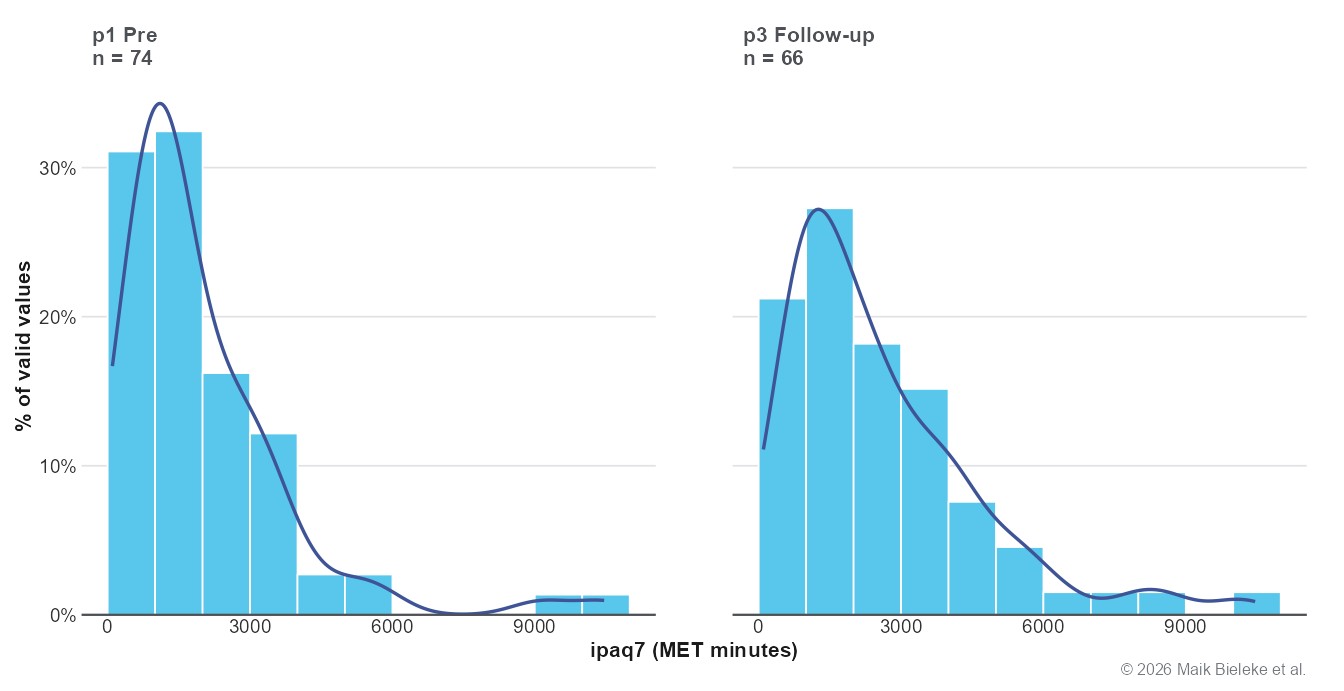 p1 Pre
n = 74
p3 Follow-up
n = 66
% of valid values
30%
20%
10%
0%
0 3000 6000 9000
0 3000 6000 9000
ipaq7 (MET minutes)
© 2026 Maik Bieleke et al.